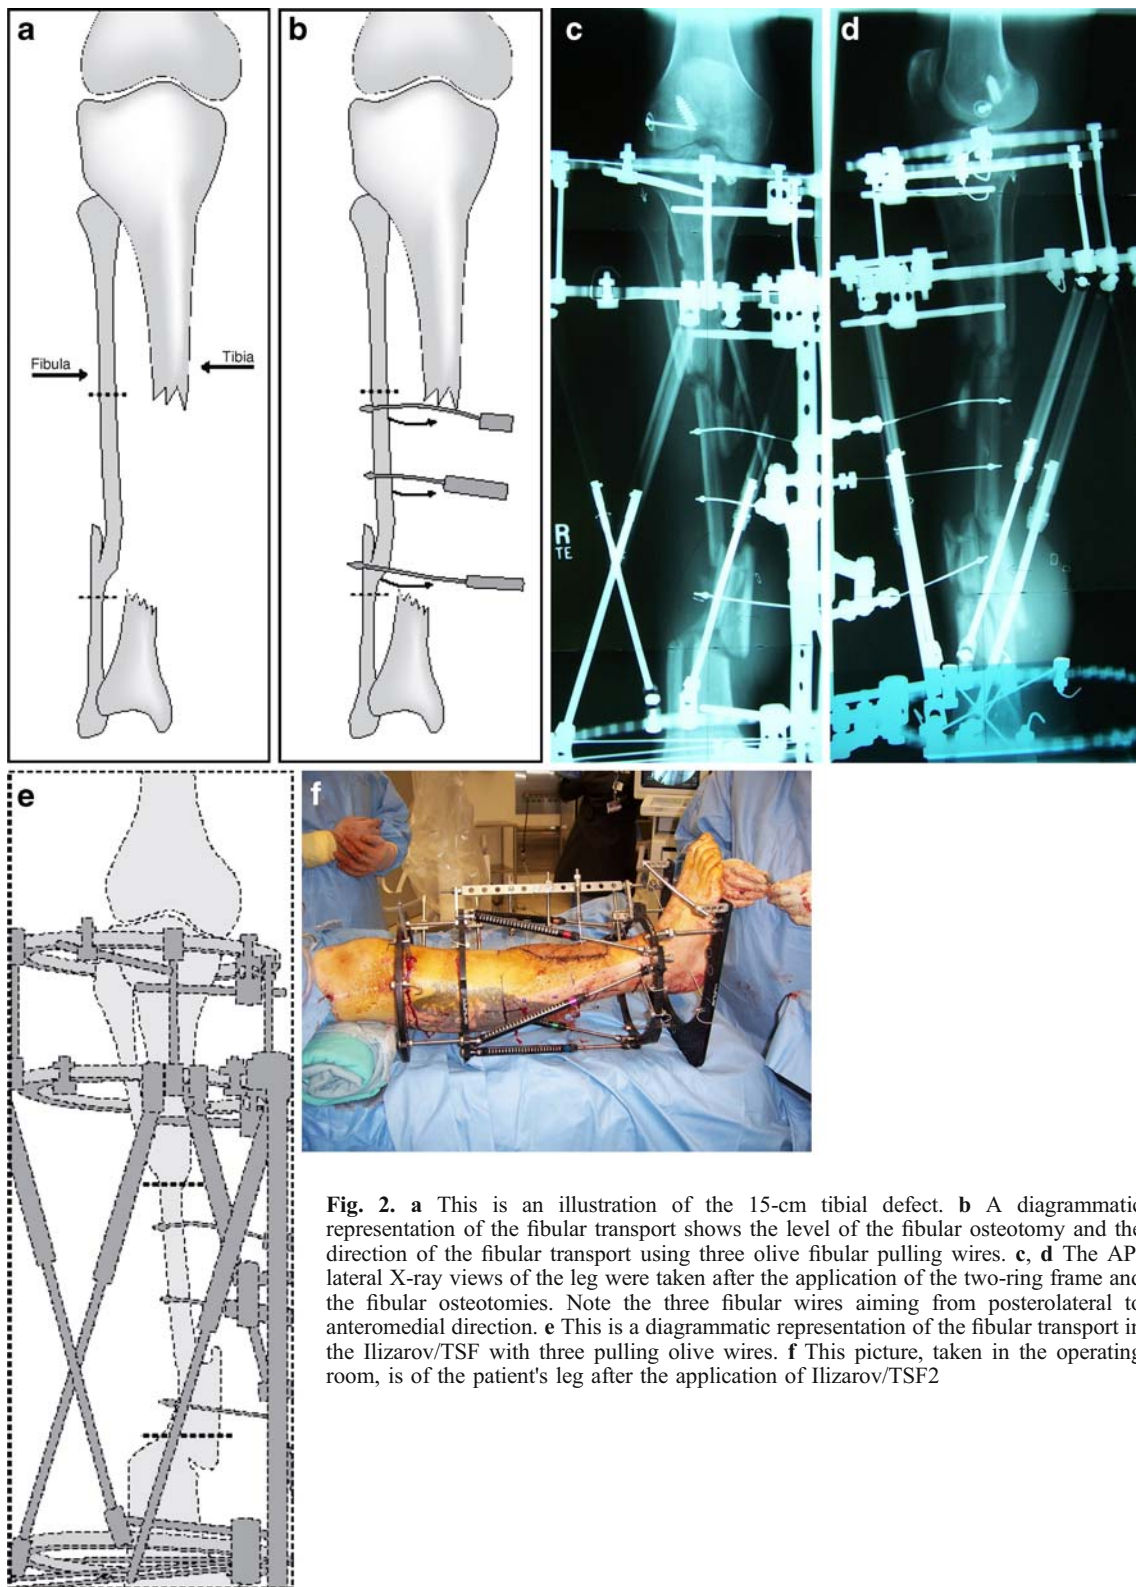 a
b
c
d
Fibula
Tibia
R
TE
e
f
Fig. 2. a This is an illustration of the 15-cm tibial defect. b A diagrammatic
representation of the fibular transport shows the level of the fibular osteotomy and the
direction of the fibular transport using three olive fibular pulling wires. c, d The AP
lateral X-ray views of the leg were taken after the application of the two-ring frame and
the fibular osteotomies. Note the three fibular wires aiming from posterolateral to
anteromedial direction. e This is a diagrammatic representation of the fibular transport in
the Ilizarov/TSF with three pulling olive wires. f This picture, taken in the operating
room, is of the patient's leg after the application of Ilizarov/TSF2